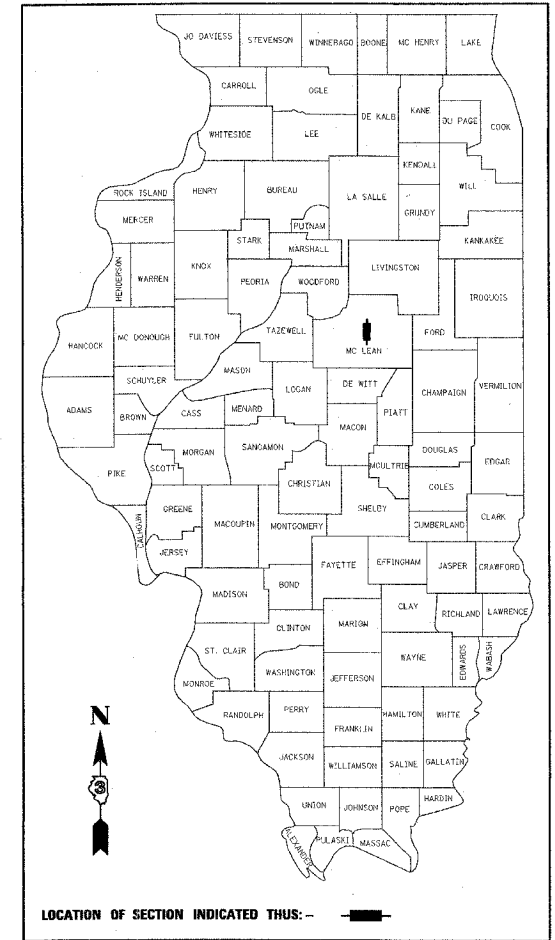 JO DAVIESS STEVENSON WINNEBAGO BOONE MC HENRY LAKE
CARROLL OGLE DE KALB KANE DU PAGE COOK
WHITESIDE LEE
KENDALL WILL
ROCK ISLAND HENRY BUREAU LA SALLE GRUNDY
MERCER PUTNAM
STARK MARSHALL KANKAKEE
HENDERSON WARREN KNOX PEORIA WOODFORD LIVINGSTON
IROQUOIS
HANCOCK MC DONOUGH FULTON TAZEWELL MC LEAN FORD
SCHUYLER MASON LOGAN DE WITT CHAMPAIGN VERMILION
ADAMS BROWN CASS MENARD MACON PIATT
MORGAN SANGAMON DOUGLAS EDGAR
PIKE SCOTT CHRISTIAN MOULTRIE COLES
GREENE MACOUPIN MONTGOMERY SHELBY CUMBERLAND CLARK
CALHOUN JERSEY
FAYETTE EFFINGHAM JASPER CRAWFORD
MADISON BOND
CLAY RICHLAND LAWRENCE
CLINTON MARION
ST. CLAIR WAYNE EDWARDS WABASH
WASHINGTON JEFFERSON
MONROE
RANDOLPH PERRY HAMILTON WHITE
FRANKLIN
JACKSON WILLIAMSON SALINE GALLATIN
UNION JOHNSON POPE HARDIN
ALEXANDER PULASKI MASSAC
N
3
LOCATION OF SECTION INDICATED THUS:-